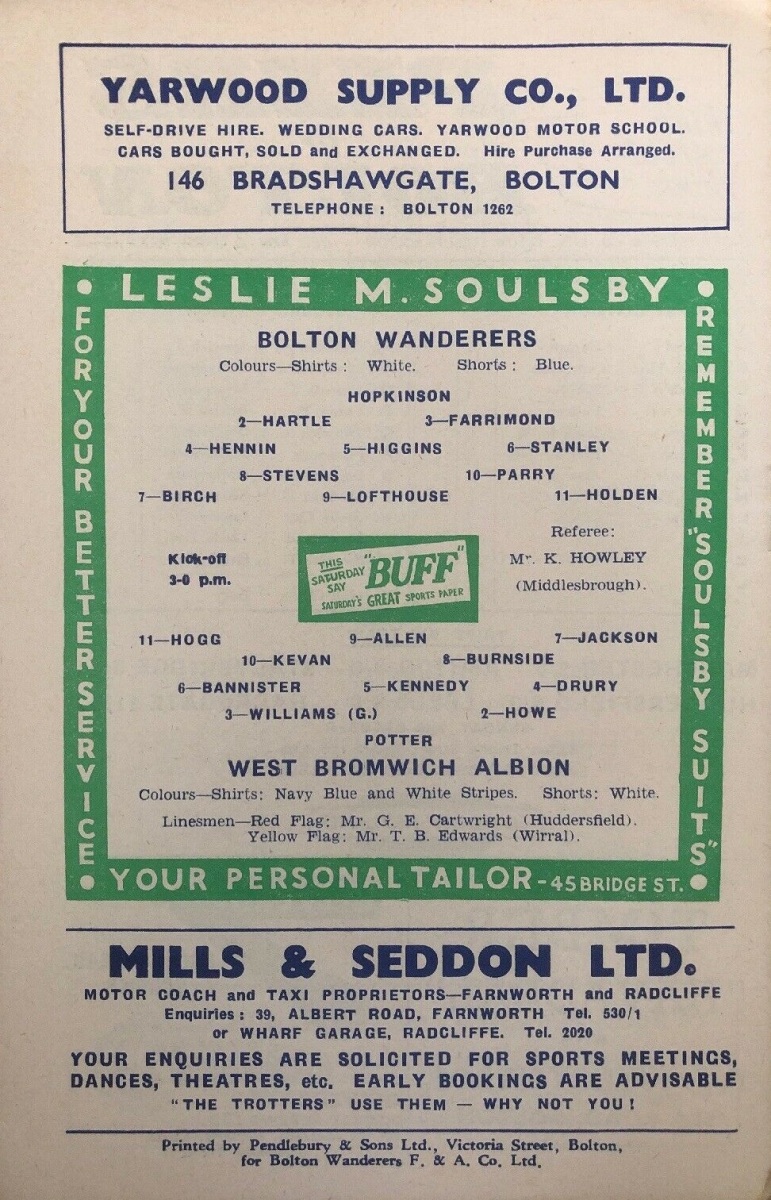 YARWOOD SUPPLY CO., LTD.
SELF-DRIVE HIRE. WEDDING CARS. YARWOOD MOTOR SCHOOL.
CARS BOUGHT, SOLD and EXCHANGED. Hire Purchase Arranged.
146 BRADSHAWGATE, BOLTON
TELEPHONE: BOLTON 1262
LESLIE M. SOULSBY
FOR YOUR BETTER SERVICE
BOLTON WANDERERS
Colours—Shirts: White. Shorts: Blue.
HOPKINSON
2—HARTLE 3—FARRIMOND
4—HENNIN 5—HIGGINS 6—STANLEY
8—STEVENS 10—PARRY
7—BIRCH 9—LOFTHOUSE 11—HOLDEN
Kick-off
3-0 p.m.
THIS
SATURDAY
SAY
"BUFF"
SATURDAY'S GREAT SPORTS PAPER
Referee:
Mr. K. HOWLEY
(Middlesbrough).
11—HOGG 9—ALLEN 7—JACKSON
10—KEVAN 8—BURNSIDE
6—BANNISTER 5—KENNEDY 4—DRURY
3—WILLIAMS (G.) 2—HOWE
POTTER
WEST BROMWICH ALBION
Colours—Shirts: Navy Blue and White Stripes. Shorts: White.
Linesmen—Red Flag: Mr. G. E. Cartwright (Huddersfield).
Yellow Flag: Mr. T. B. Edwards (Wirral).
REMEMBER "SOULSBY SUITS"
YOUR PERSONAL TAILOR - 45 BRIDGE ST.
MILLS & SEDDON LTD.
MOTOR COACH and TAXI PROPRIETORS—FARNWORTH and RADCLIFFE
Enquiries: 39, ALBERT ROAD, FARNWORTH Tel. 530/1
or WHARF GARAGE, RADCLIFFE. Tel. 2020
YOUR ENQUIRIES ARE SOLICITED FOR SPORTS MEETINGS,
DANCES, THEATRES, etc. EARLY BOOKINGS ARE ADVISABLE
"THE TROTTERS" USE THEM — WHY NOT YOU!
Printed by Pendlebury & Sons Ltd., Victoria Street, Bolton,
for Bolton Wanderers F. & A. Co. Ltd.